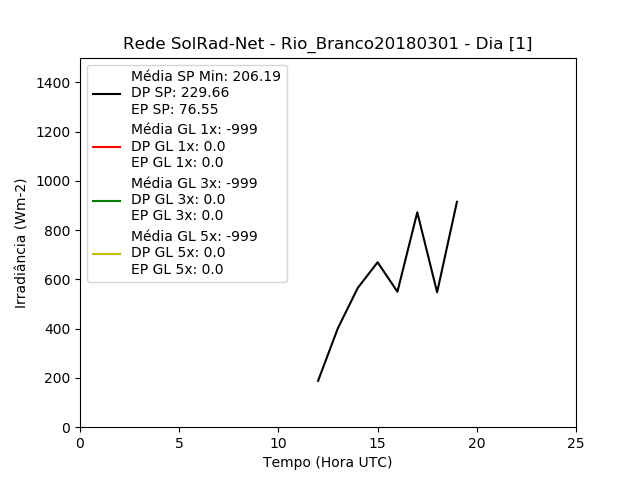 Rede SolRad-Net - Rio_Branco20180301 - Dia [1]
Média SP Min: 206.19
DP SP: 229.66
EP SP: 76.55
Média GL 1x: -999
DP GL 1x: 0.0
EP GL 1x: 0.0
Média GL 3x: -999
DP GL 3x: 0.0
EP GL 3x: 0.0
Média GL 5x: -999
DP GL 5x: 0.0
EP GL 5x: 0.0
Irradiância (Wm-2)
1400
1200
1000
800
600
400
200
0
0 5 10 15 20 25
Tempo (Hora UTC)